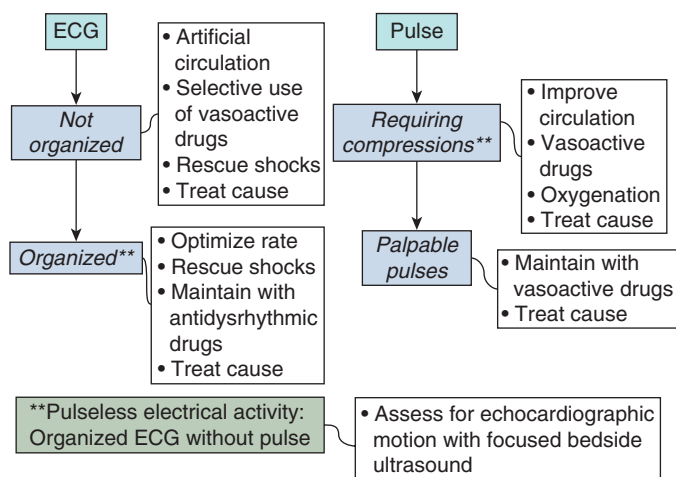 ECG
Not
organized
• Artificial
circulation
• Selective use
of vasoactive
drugs
• Rescue shocks
• Treat cause
Organized**
• Optimize rate
• Rescue shocks
• Maintain with
antidysrhythmic
drugs
• Treat cause
Pulse
Requiring
compressions**
• Improve
circulation
• Vasoactive
drugs
• Oxygenation
• Treat cause
Palpable
pulses
• Maintain with
vasoactive drugs
• Treat cause
**Pulseless electrical activity:
Organized ECG without pulse
• Assess for echocardiographic
motion with focused bedside
ultrasound